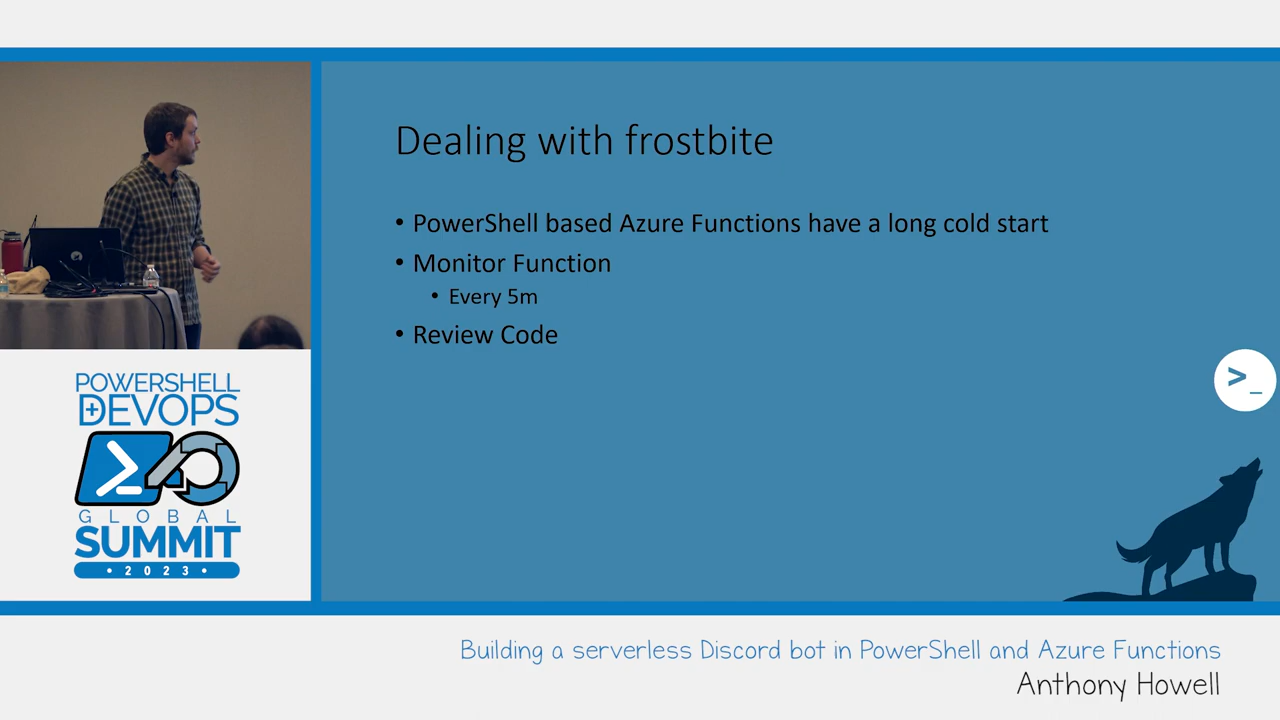 Dealing with frostbite
• PowerShell based Azure Functions have a long cold start
• Monitor Function
• Every 5m
• Review Code
>_
POWERSHELL
+DEVOPS
GLOBAL
SUMMIT
• 2023 •
Building a serverless Discord bot in PowerShell and Azure Functions
Anthony Howell